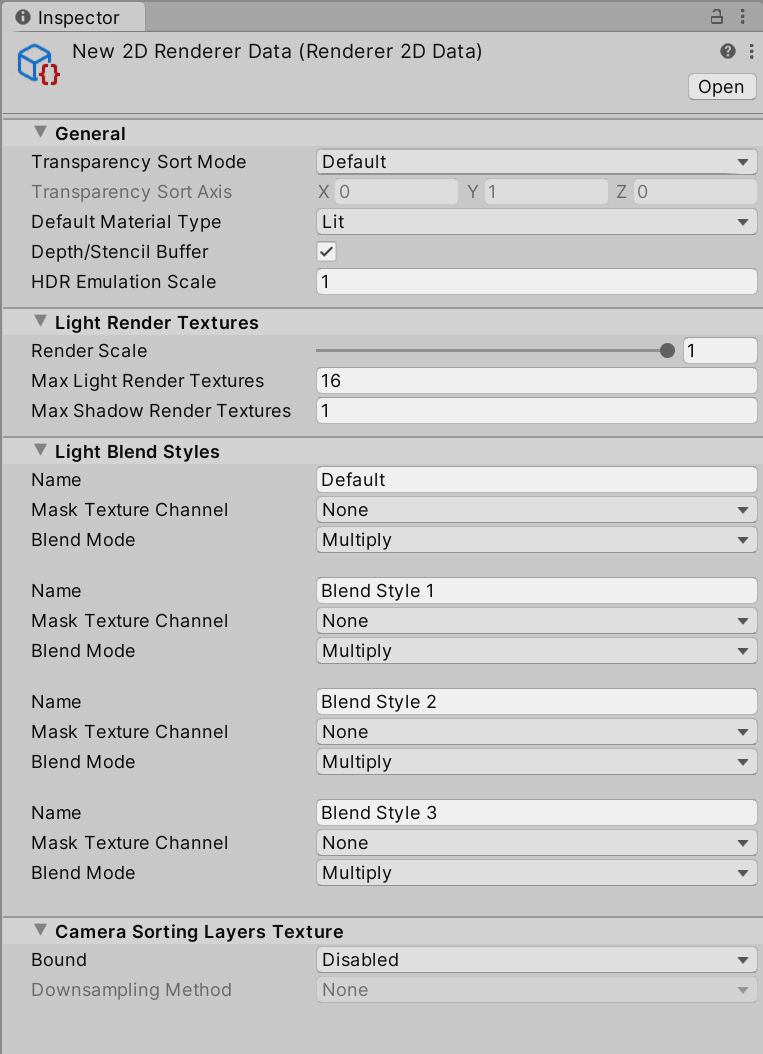 Inspector
New 2D Renderer Data (Renderer 2D Data)
Open
General
Transparency Sort Mode Default
Transparency Sort Axis X 0 Y 1 Z 0
Default Material Type Lit
Depth/Stencil Buffer
HDR Emulation Scale 1
Light Render Textures
Render Scale 1
Max Light Render Textures 16
Max Shadow Render Textures 1
Light Blend Styles
Name Default
Mask Texture Channel None
Blend Mode Multiply
Name Blend Style 1
Mask Texture Channel None
Blend Mode Multiply
Name Blend Style 2
Mask Texture Channel None
Blend Mode Multiply
Name Blend Style 3
Mask Texture Channel None
Blend Mode Multiply
Camera Sorting Layers Texture
Bound Disabled
Downsampling Method None